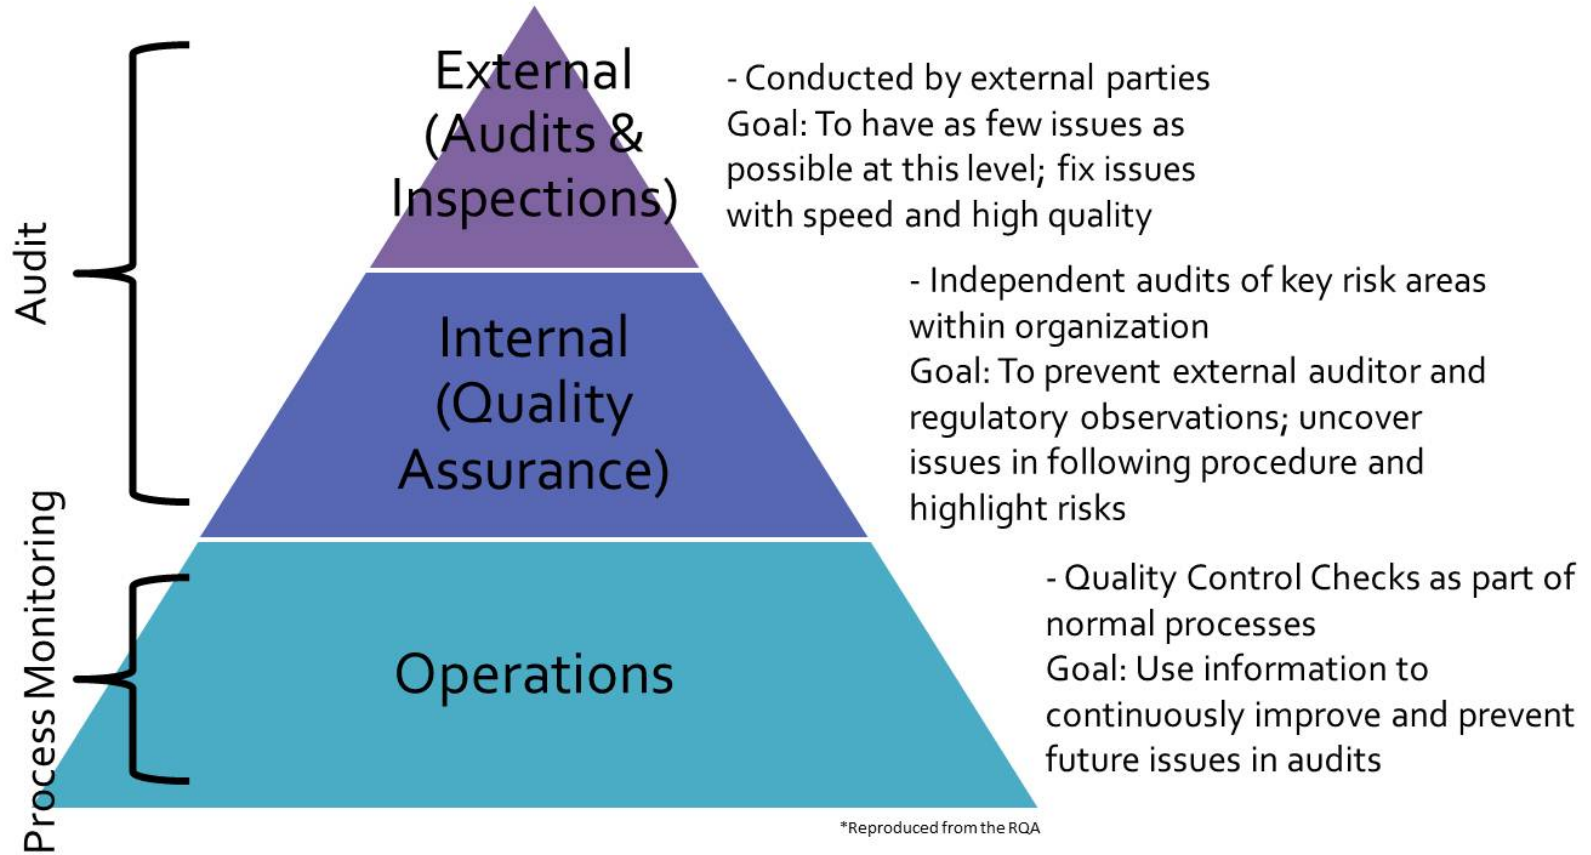 Audit
Process Monitoring
External
(Audits &
Inspections)
- Conducted by external parties
Goal: To have as few issues as
possible at this level; fix issues
with speed and high quality
Internal
(Quality
Assurance)
- Independent audits of key risk areas
within organization
Goal: To prevent external auditor and
regulatory observations; uncover
issues in following procedure and
highlight risks
Operations
- Quality Control Checks as part of
normal processes
Goal: Use information to
continuously improve and prevent
future issues in audits
*Reproduced from the RQA